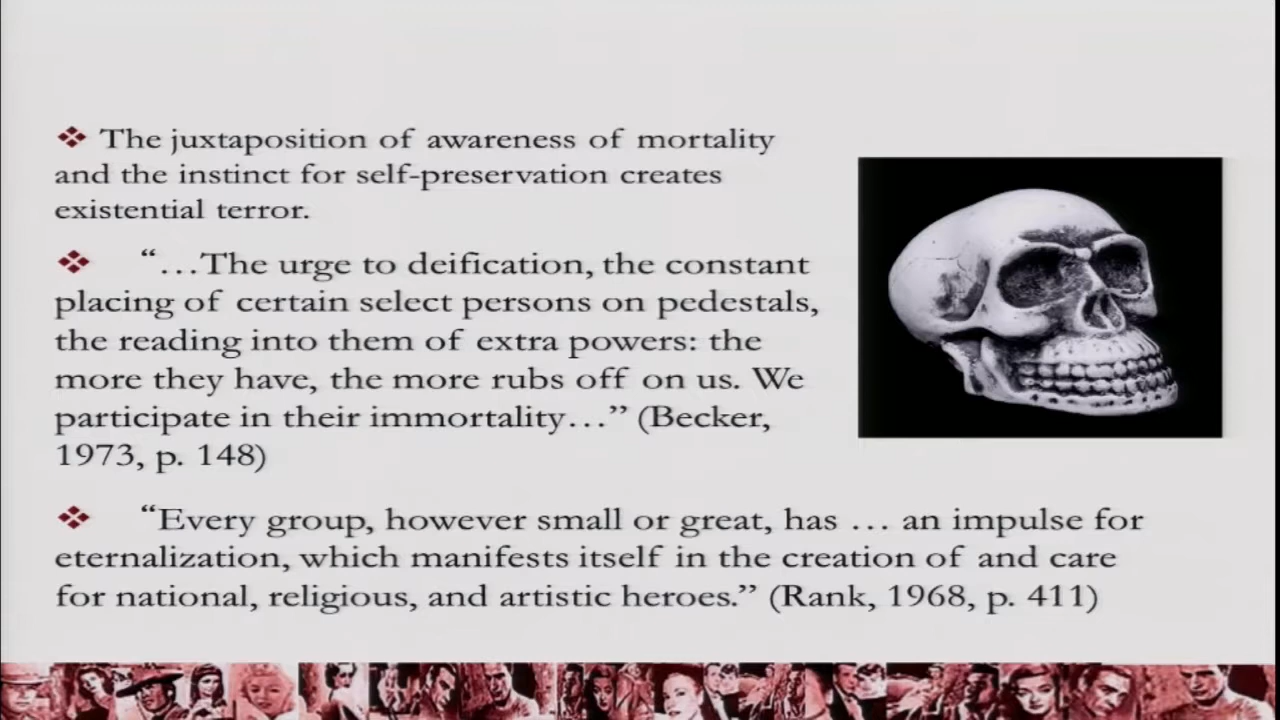 ❖ The juxtaposition of awareness of mortality
and the instinct for self-preservation creates
existential terror.
❖ “…The urge to deification, the constant
placing of certain select persons on pedestals,
the reading into them of extra powers: the
more they have, the more rubs off on us. We
participate in their immortality…” (Becker,
1973, p. 148)
❖ “Every group, however small or great, has … an impulse for
eternalization, which manifests itself in the creation of and care
for national, religious, and artistic heroes.” (Rank, 1968, p. 411)